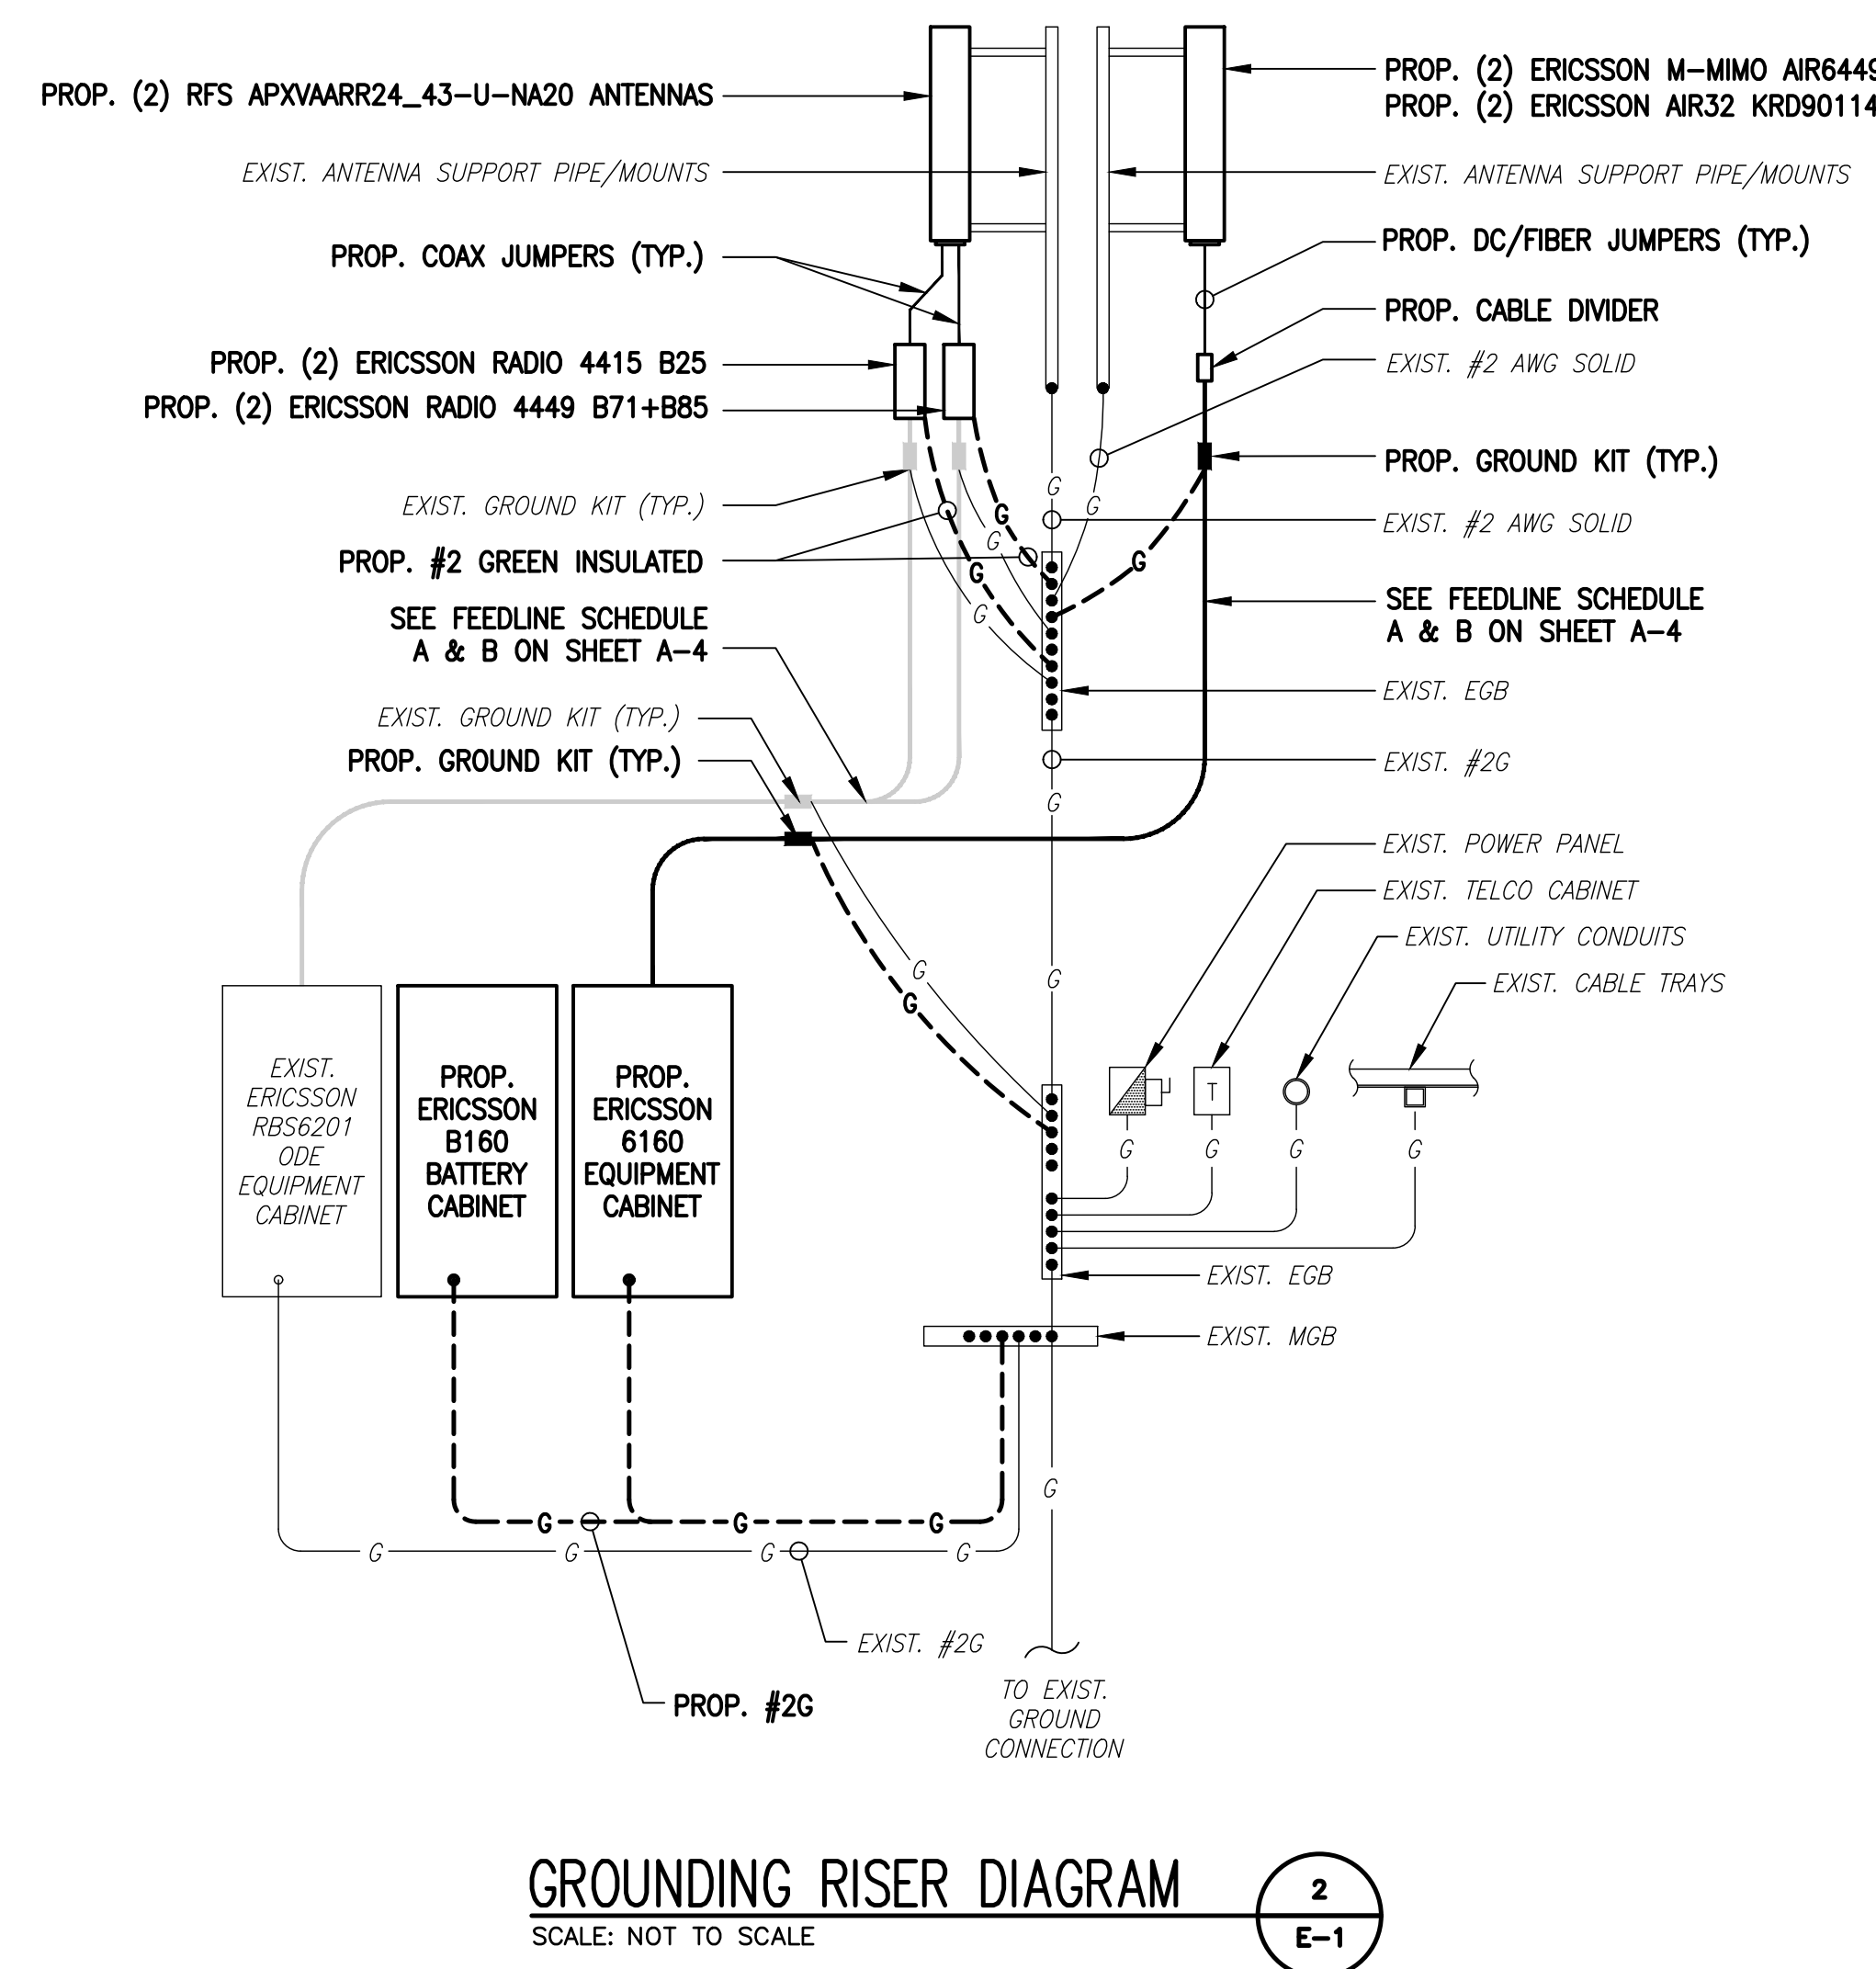 PROP. (2) RFS APXVAARR24_43-U-NA20 ANTENNAS
EXIST. ANTENNA SUPPORT PIPE/MOUNTS
PROP. COAX JUMPERS (TYP.)
PROP. (2) ERICSSON RADIO 4415 B25
PROP. (2) ERICSSON RADIO 4449 B71+B85
EXIST. GROUND KIT (TYP.)
PROP. #2 GREEN INSULATED
SEE FEEDLINE SCHEDULE
A & B ON SHEET A-4
EXIST. GROUND KIT (TYP.)
PROP. GROUND KIT (TYP.)
PROP. (2) ERICSSON M-MIMO AIR6449
PROP. (2) ERICSSON AIR32 KRD90114
EXIST. ANTENNA SUPPORT PIPE/MOUNTS
PROP. DC/FIBER JUMPERS (TYP.)
PROP. CABLE DIVIDER
EXIST. #2 AWG SOLID
PROP. GROUND KIT (TYP.)
EXIST. #2 AWG SOLID
SEE FEEDLINE SCHEDULE
A & B ON SHEET A-4
EXIST. EGB
EXIST. #2G
EXIST. POWER PANEL
EXIST. TELCO CABINET
EXIST. UTILITY CONDUITS
EXIST. CABLE TRAYS
G
G
G
G
G
G
G
G
G
G
G
EXIST.
ERICSSON
RBS6201
ODE
EQUIPMENT
CABINET
PROP.
ERICSSON
B160
BATTERY
CABINET
PROP.
ERICSSON
6160
EQUIPMENT
CABINET
T
G
G
G
G
EXIST. EGB
EXIST. MGB
G
G
G
G
G
G
G
G
EXIST. #2G
PROP. #2G
TO EXIST.
GROUND
CONNECTION
GROUNDING RISER DIAGRAM
SCALE: NOT TO SCALE
2
E-1